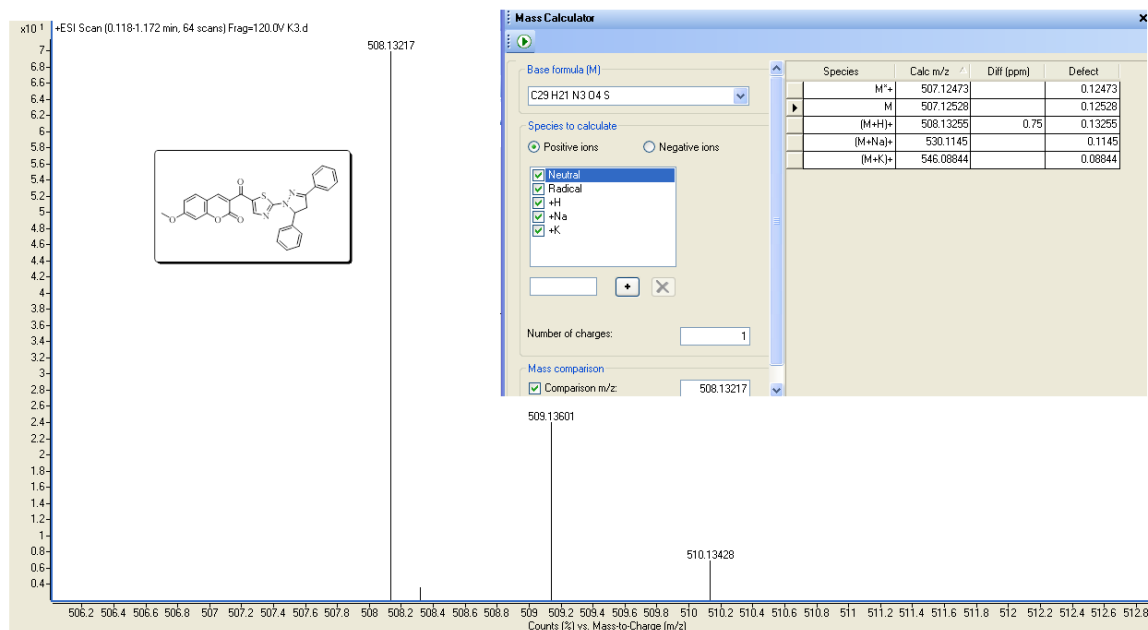 x10 1
+ESI Scan (0.118-1.172 min, 64 scans) Frag=120.0V K3.d
7
6.8
6.6
6.4
6.2
6
5.8
5.6
5.4
5.2
5
4.8
4.6
4.4
4.2
4
3.8
3.6
3.4
3.2
3
2.8
2.6
2.4
2.2
2
1.8
1.6
1.4
1.2
1
0.8
0.6
0.4
508.13217
509.13601
510.13428
O
O
O
O
S
N
N
N
506.2 506.4 506.6 506.8 507 507.2 507.4 507.6 507.8 508 508.2 508.4 508.6 508.8 509 509.2 509.4 509.6 509.8 510 510.2 510.4 510.6 510.8 511 511.2 511.4 511.6 511.8 512 512.2 512.4 512.6 512.8
Counts (%) vs. Mass-to-Charge (m/z)
Mass Calculator
Base formula (M)
C29 H21 N3 O4 S
Species to calculate
Positive ions Negative ions
Neutral
Radical
+H
+Na
+K
Number of charges: 1
Mass comparison
Comparison m/z: 508.13217
Species Calc m/z Diff (ppm) Defect
M*+ 507.12473 0.12473
M 507.12528 0.12528
(M+H)+ 508.13255 0.75 0.13255
(M+Na)+ 530.1145 0.1145
(M+K)+ 546.08844 0.08844